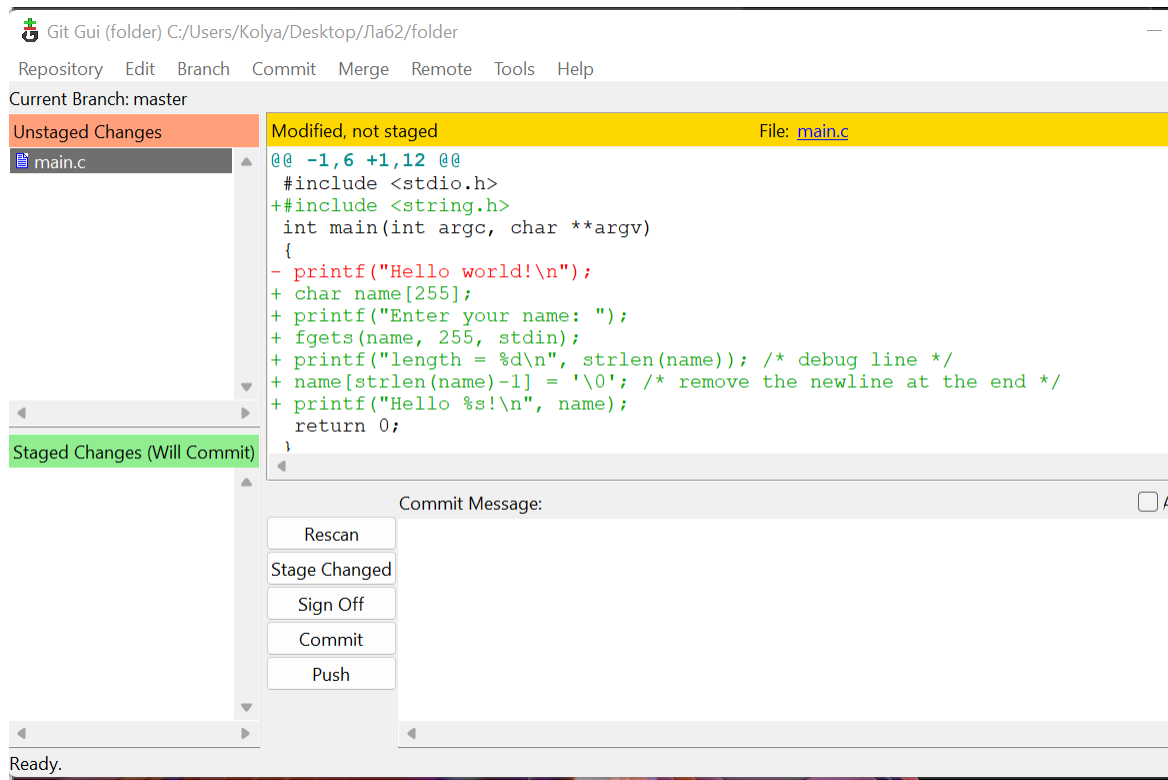 Git Gui (folder) C:/Users/Kolya/Desktop/Лаб2/folder
Repository Edit Branch Commit Merge Remote Tools Help
Current Branch: master
Unstaged Changes
main.c
Modified, not staged File: main.c
@@ -1,6 +1,12 @@
 #include <stdio.h>
+#include <string.h>
 int main(int argc, char **argv)
 {
- printf("Hello world!\n");
+ char name[255];
+ printf("Enter your name: ");
+ fgets(name, 255, stdin);
+ printf("length = %d\n", strlen(name)); /* debug line */
+ name[strlen(name)-1] = '\0'; /* remove the newline at the end */
+ printf("Hello %s!\n", name);
  return 0;
 }
Staged Changes (Will Commit)
Commit Message:
Rescan
Stage Changed
Sign Off
Commit
Push
Ready.